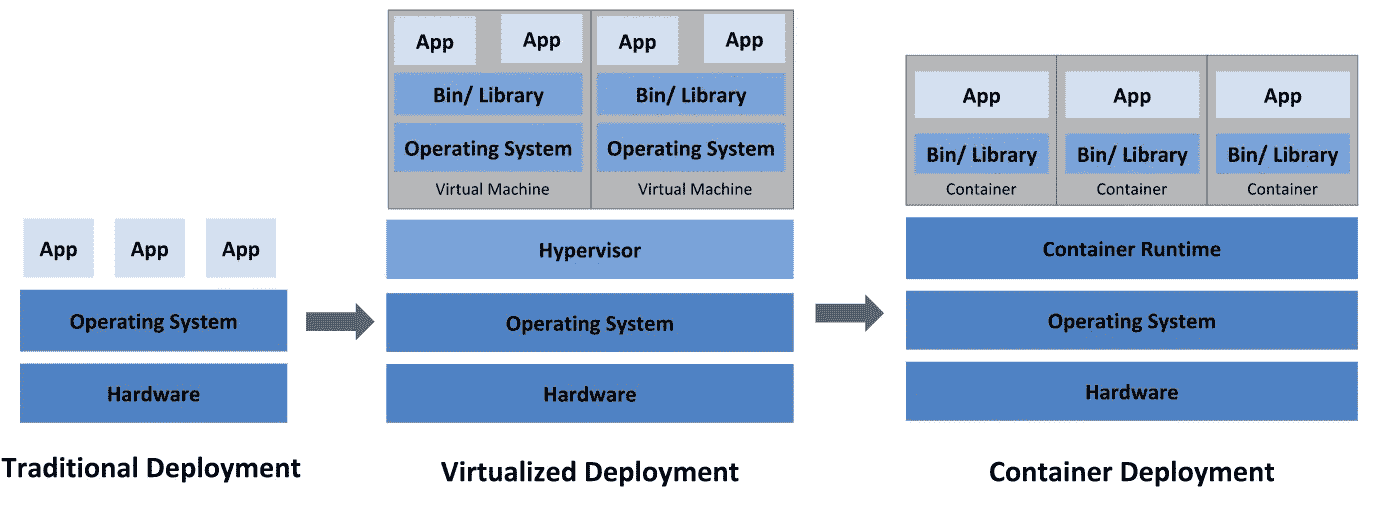 App App App
Operating System
Hardware
Traditional Deployment
App App App App
Bin/ Library Bin/ Library
Operating System Operating System
Virtual Machine Virtual Machine
Hypervisor
Operating System
Hardware
Virtualized Deployment
App App App
Bin/ Library Bin/ Library Bin/ Library
Container Container Container
Container Runtime
Operating System
Hardware
Container Deployment